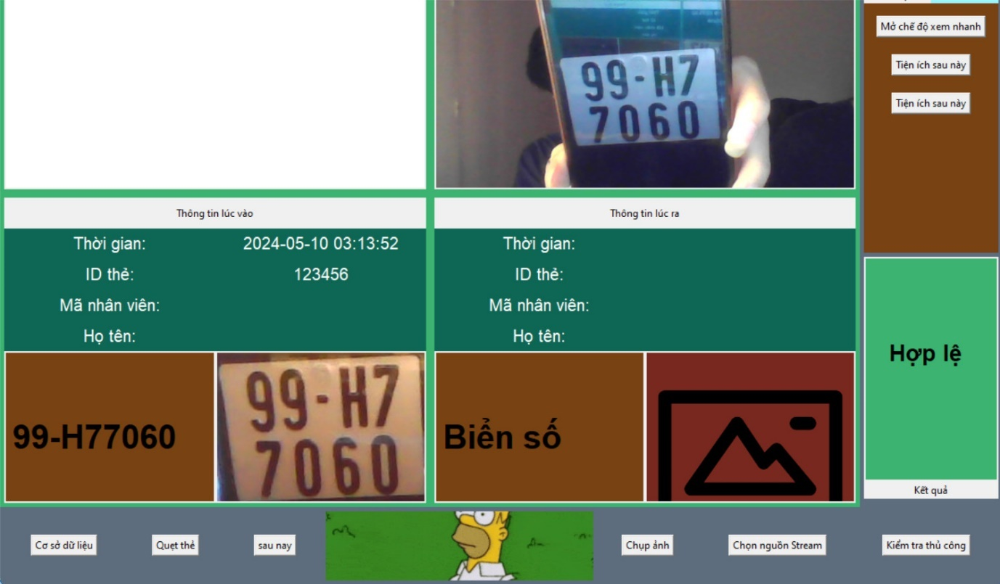 Mở chế độ xem nhanh
Tiện ích sau này
Tiện ích sau này
99-H7
7060
Thông tin lúc vào
Thời gian: 2024-05-10 03:13:52
ID thẻ: 123456
Mã nhân viên:
Họ tên:
99-H77060
99-H7
7060
Thông tin lúc ra
Thời gian:
ID thẻ:
Mã nhân viên:
Họ tên:
Biển số
Hợp lệ
Kết quả
Cơ sở dữ liệu
Quẹt thẻ
sau nay
Chụp ảnh
Chọn nguồn Stream
Kiểm tra thủ công